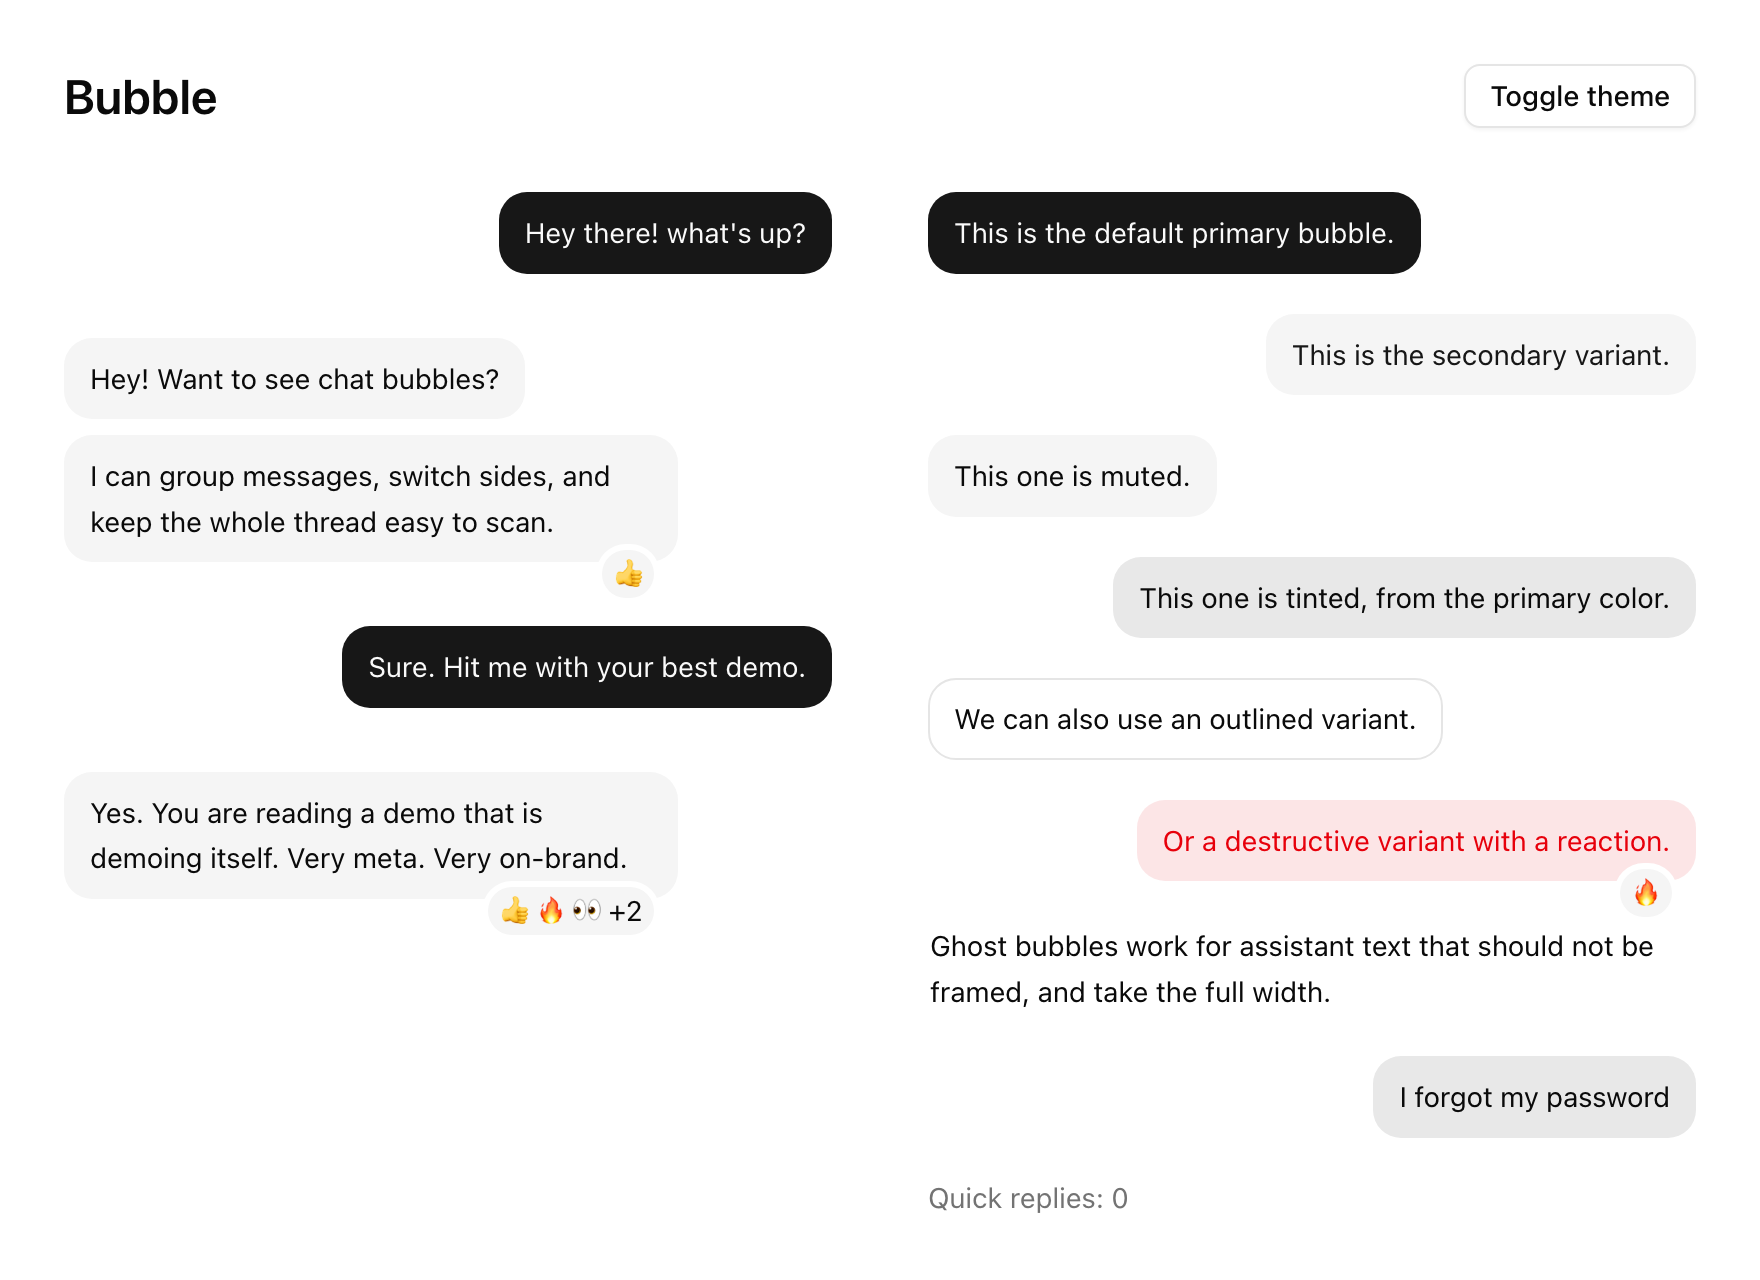 Bubble
Toggle theme
Hey there! what's up?
Hey! Want to see chat bubbles?
I can group messages, switch sides, and
keep the whole thread easy to scan.
👍
Sure. Hit me with your best demo.
Yes. You are reading a demo that is
demoing itself. Very meta. Very on-brand.
👍 🔥 👀 +2
This is the default primary bubble.
This is the secondary variant.
This one is muted.
This one is tinted, from the primary color.
We can also use an outlined variant.
Or a destructive variant with a reaction.
🔥
Ghost bubbles work for assistant text that should not be
framed, and take the full width.
I forgot my password
Quick replies: 0